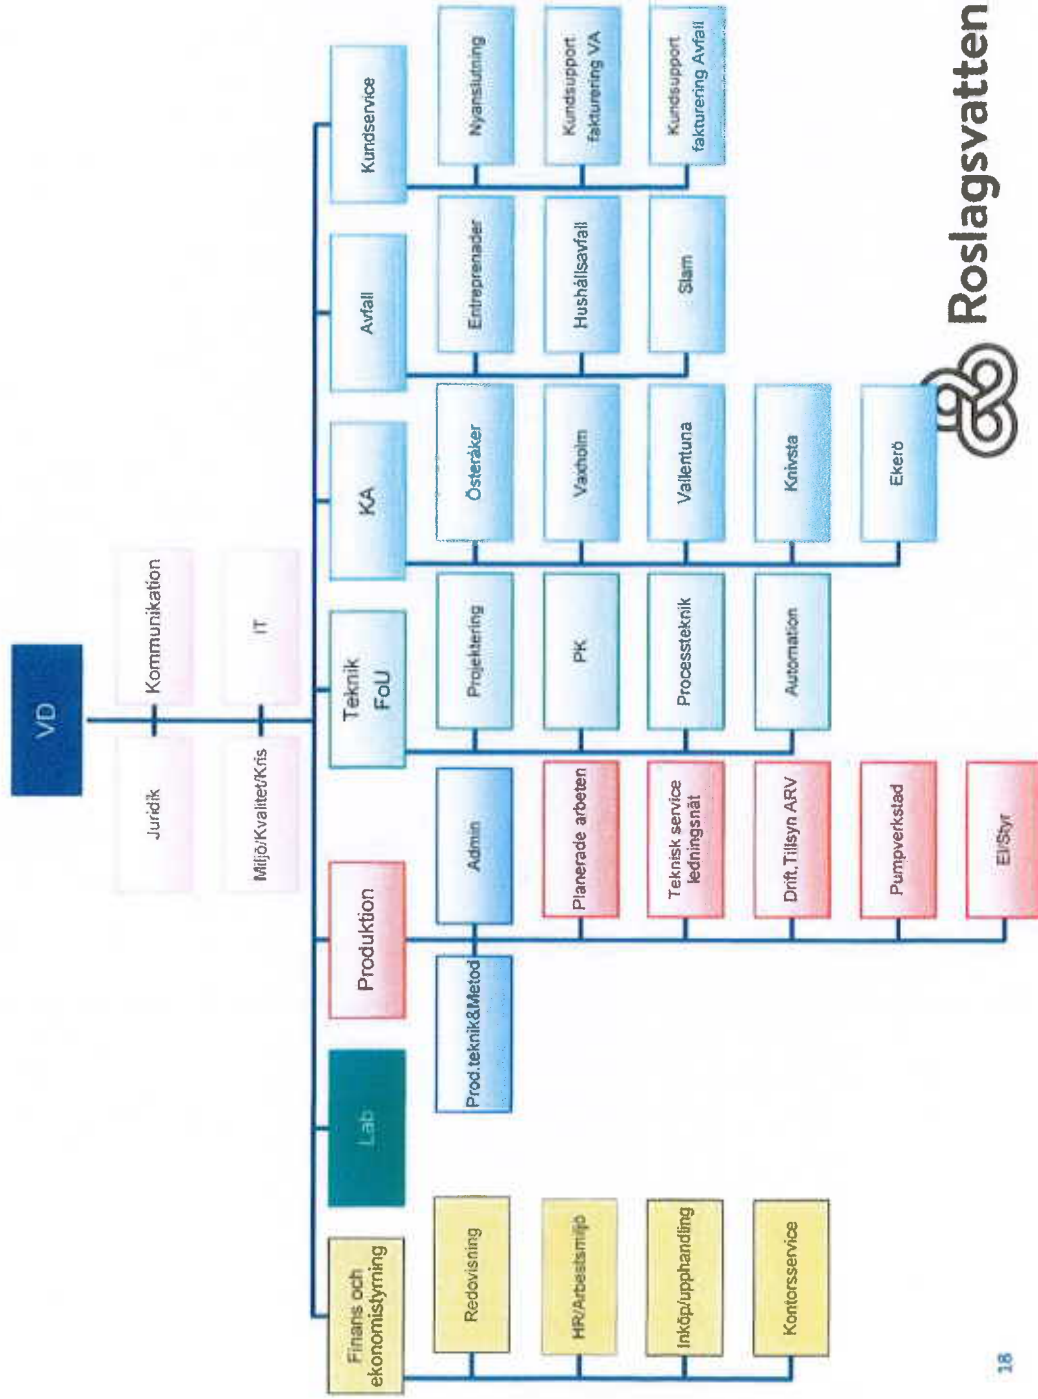 VD
Juridik
Kommunikation
Miljö/Kvalitet/Kris
IT
Finans och
ekonomistyrning
Lab
Produktion
Teknik
FoU
KA
Avfall
Kundservice
Redovisning
HR/Arbestsmiljö
Inköp/upphandling
Kontorsservice
Prod.teknik&Metod
Admin
Planerade arbeten
Teknisk service
ledningsnät
Drift,Tillsyn ARV
Pumpverkstad
El/Styr
Projektering
PK
Processteknik
Automation
Österåker
Vaxholm
Vallentuna
Knivsta
Ekerö
Entreprenader
Hushållsavfall
Slam
Nyanslutning
Kundsupport
fakturering VA
Kundsupport
fakturering Avfall
18
Roslagsvatten